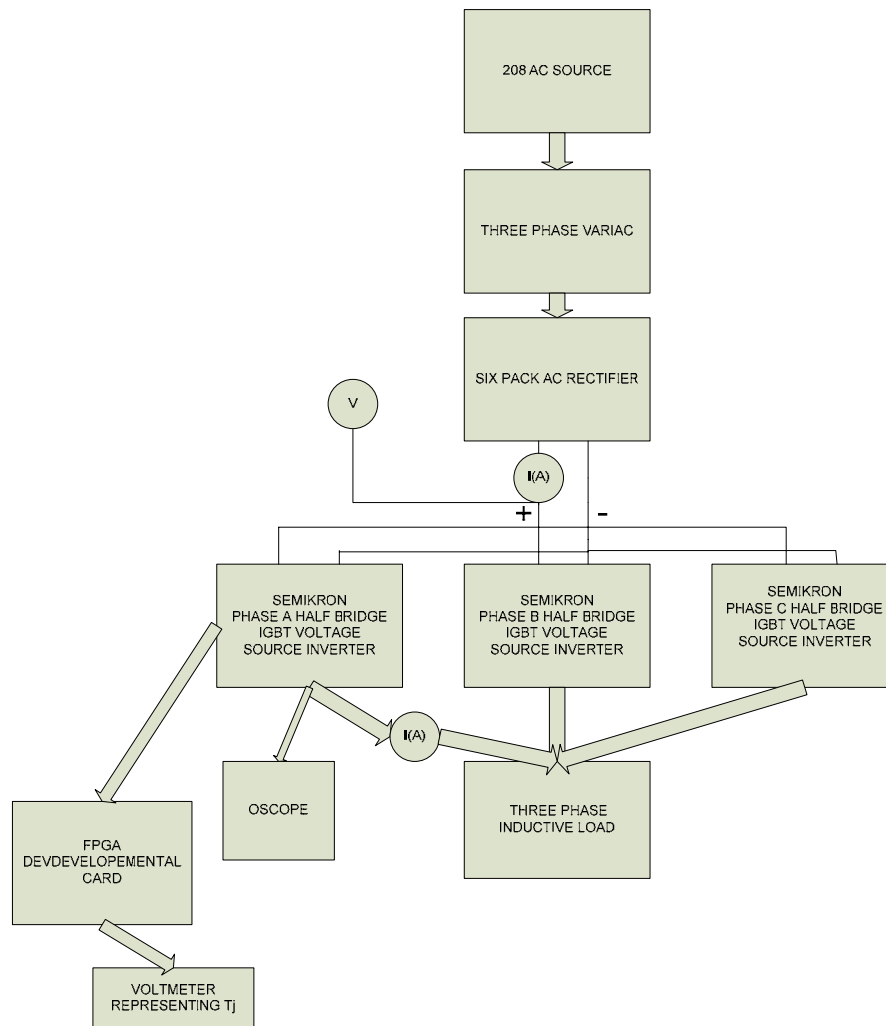 208 AC SOURCE
THREE PHASE VARIAC
SIX PACK AC RECTIFIER
V
I(A)
+
-
SEMIKRON
PHASE A HALF BRIDGE
IGBT VOLTAGE
SOURCE INVERTER
SEMIKRON
PHASE B HALF BRIDGE
IGBT VOLTAGE
SOURCE INVERTER
SEMIKRON
PHASE C HALF BRIDGE
IGBT VOLTAGE
SOURCE INVERTER
I(A)
OSCOPE
THREE PHASE
INDUCTIVE LOAD
FPGA
DEVDEVELOPEMENTAL
CARD
VOLTMETER
REPRESENTING Tj